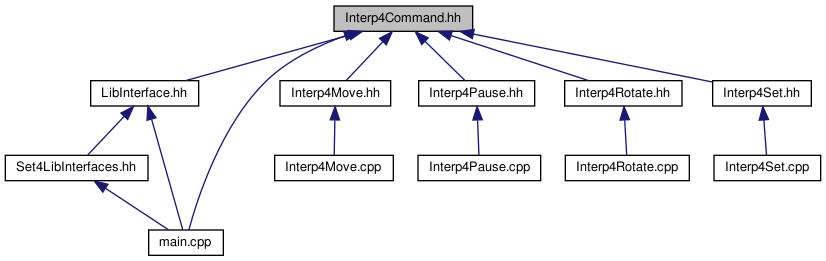 Interp4Command.hh
LibInterface.hh
Interp4Move.hh
Interp4Pause.hh
Interp4Rotate.hh
Interp4Set.hh
Set4LibInterfaces.hh
Interp4Move.cpp
Interp4Pause.cpp
Interp4Rotate.cpp
Interp4Set.cpp
main.cpp